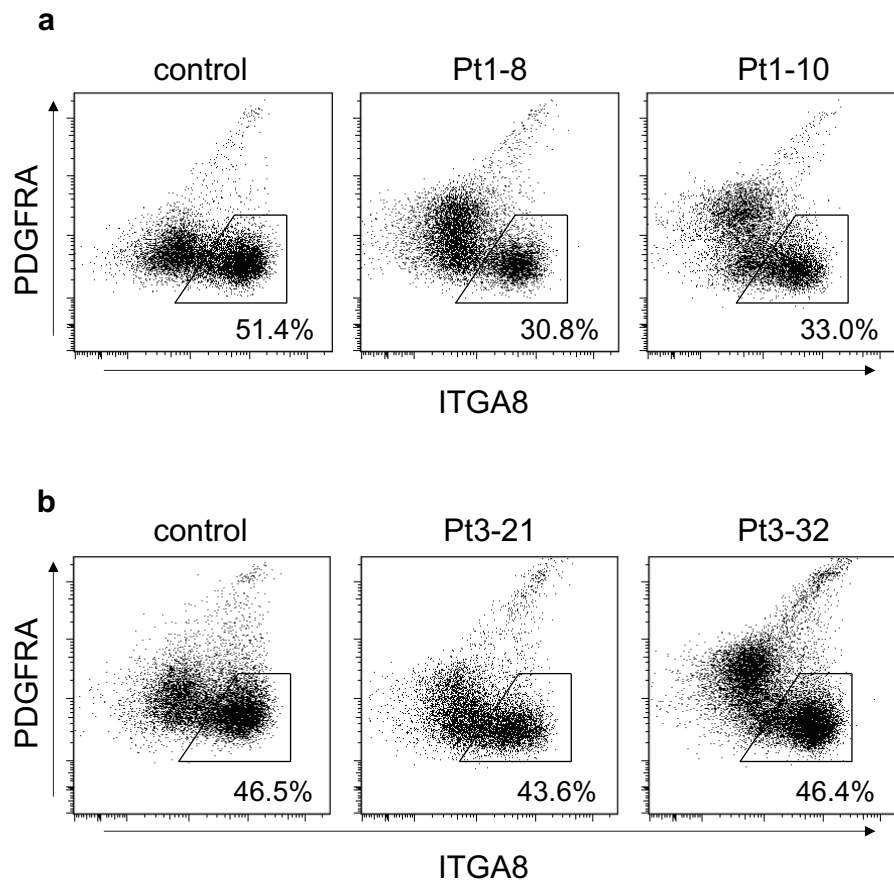 a
control Pt1-8 Pt1-10
PDGFRA
51.4% 30.8% 33.0%
ITGA8
b
control Pt3-21 Pt3-32
PDGFRA
46.5% 43.6% 46.4%
ITGA8